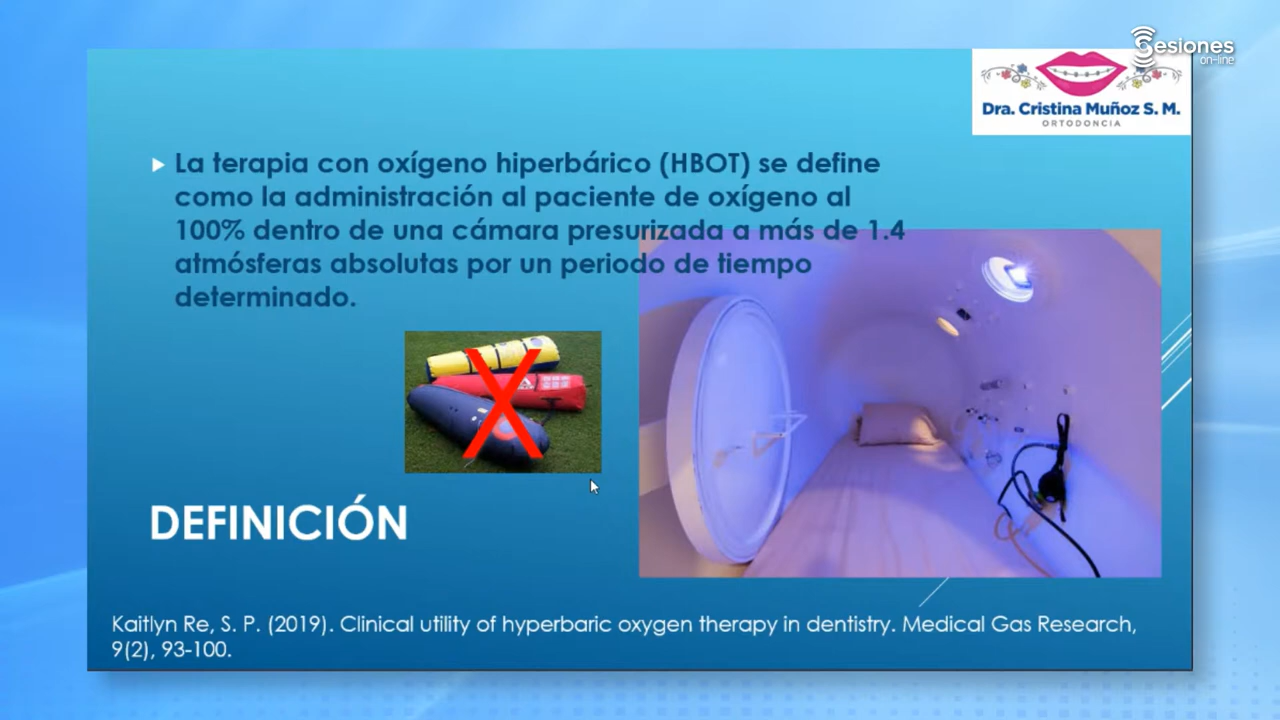 Sesiones
on-line
Dra. Cristina Muñoz S. M.
ORTODONCIA
La terapia con oxígeno hiperbárico (HBOT) se define
como la administración al paciente de oxígeno al
100% dentro de una cámara presurizada a más de 1.4
atmósferas absolutas por un periodo de tiempo
determinado.
DEFINICIÓN
Kaitlyn Re, S. P. (2019). Clinical utility of hyperbaric oxygen therapy in dentistry. Medical Gas Research,
9(2), 93-100.